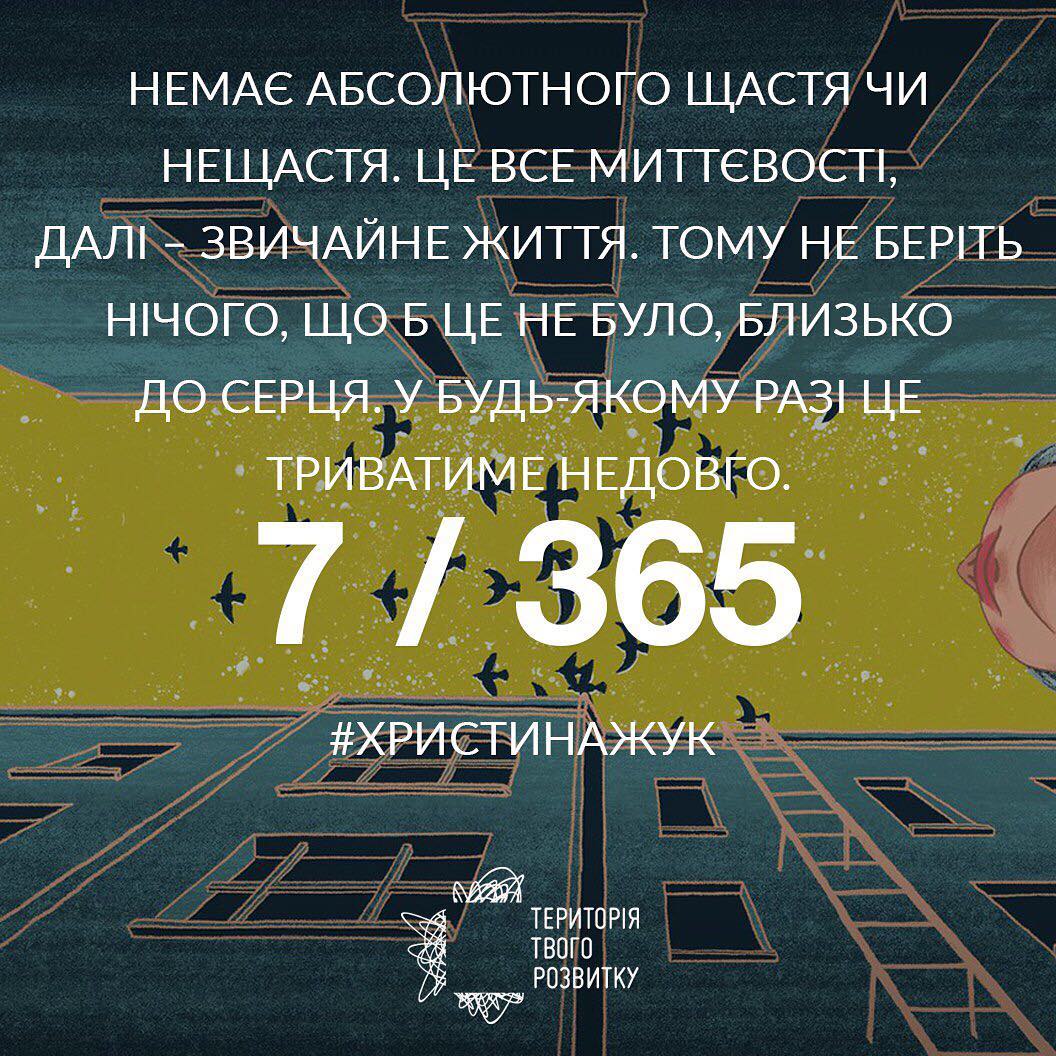 НЕМАЄ АБСОЛЮТНОГО ЩАСТЯ ЧИ
НЕЩАСТЯ. ЦЕ ВСЕ МИТТЄВОСТІ,
ДАЛІ – ЗВИЧАЙНЕ ЖИТТЯ. ТОМУ НЕ БЕРІТЬ
НІЧОГО, ЩО Б ЦЕ НЕ БУЛО, БЛИЗЬКО
ДО СЕРЦЯ. У БУДЬ-ЯКОМУ РАЗІ ЦЕ
ТРИВАТИМЕ НЕДОВГО.
7 / 365
#ХРИСТИНАЖУК
ТЕРИТОРІЯ
ТВОГО
РОЗВИТКУ